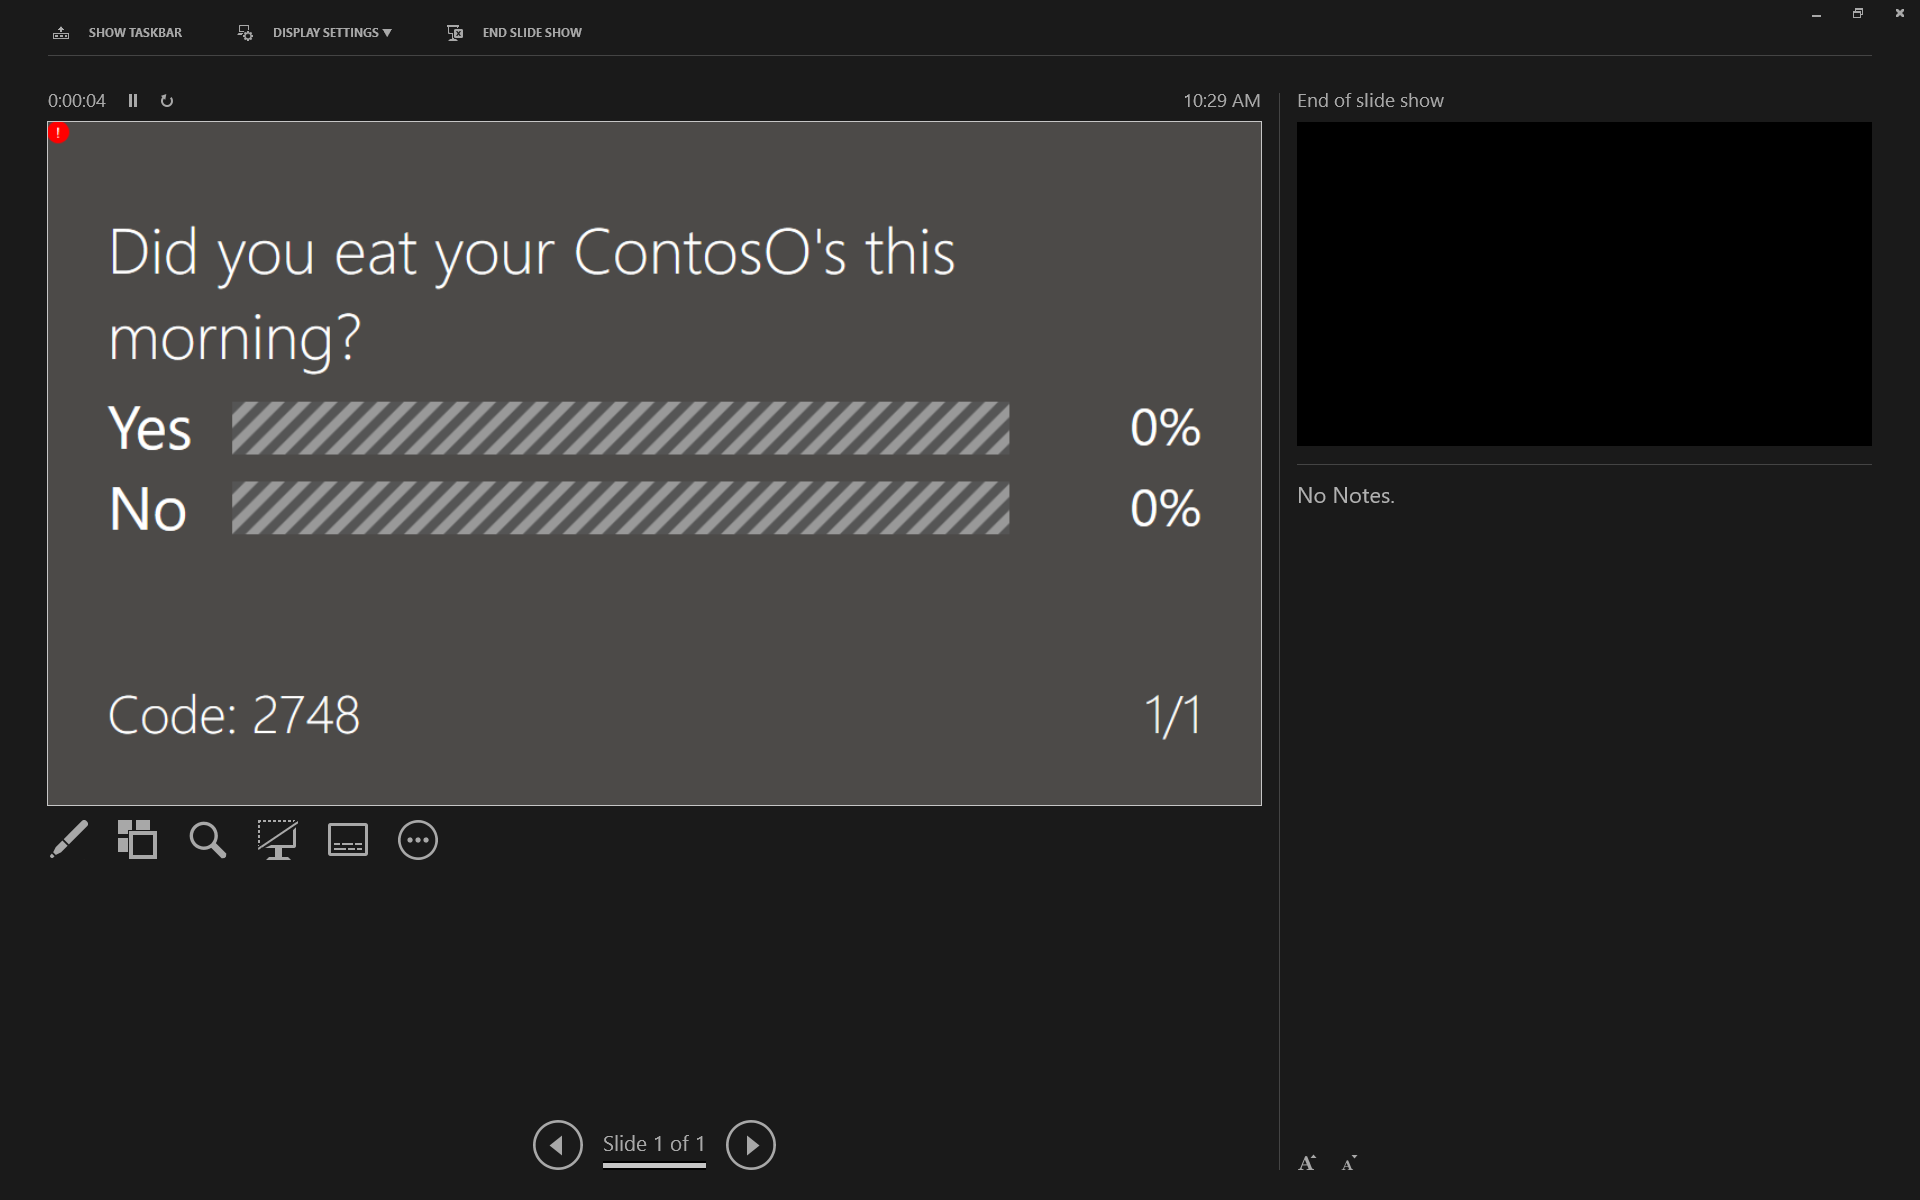 SHOW TASKBAR
DISPLAY SETTINGS ▼
END SLIDE SHOW
0:00:04
10:29 AM
End of slide show
!
Did you eat your ContosO's this
morning?
Yes
0%
No
0%
Code: 2748
1/1
No Notes.
Slide 1 of 1
A
A